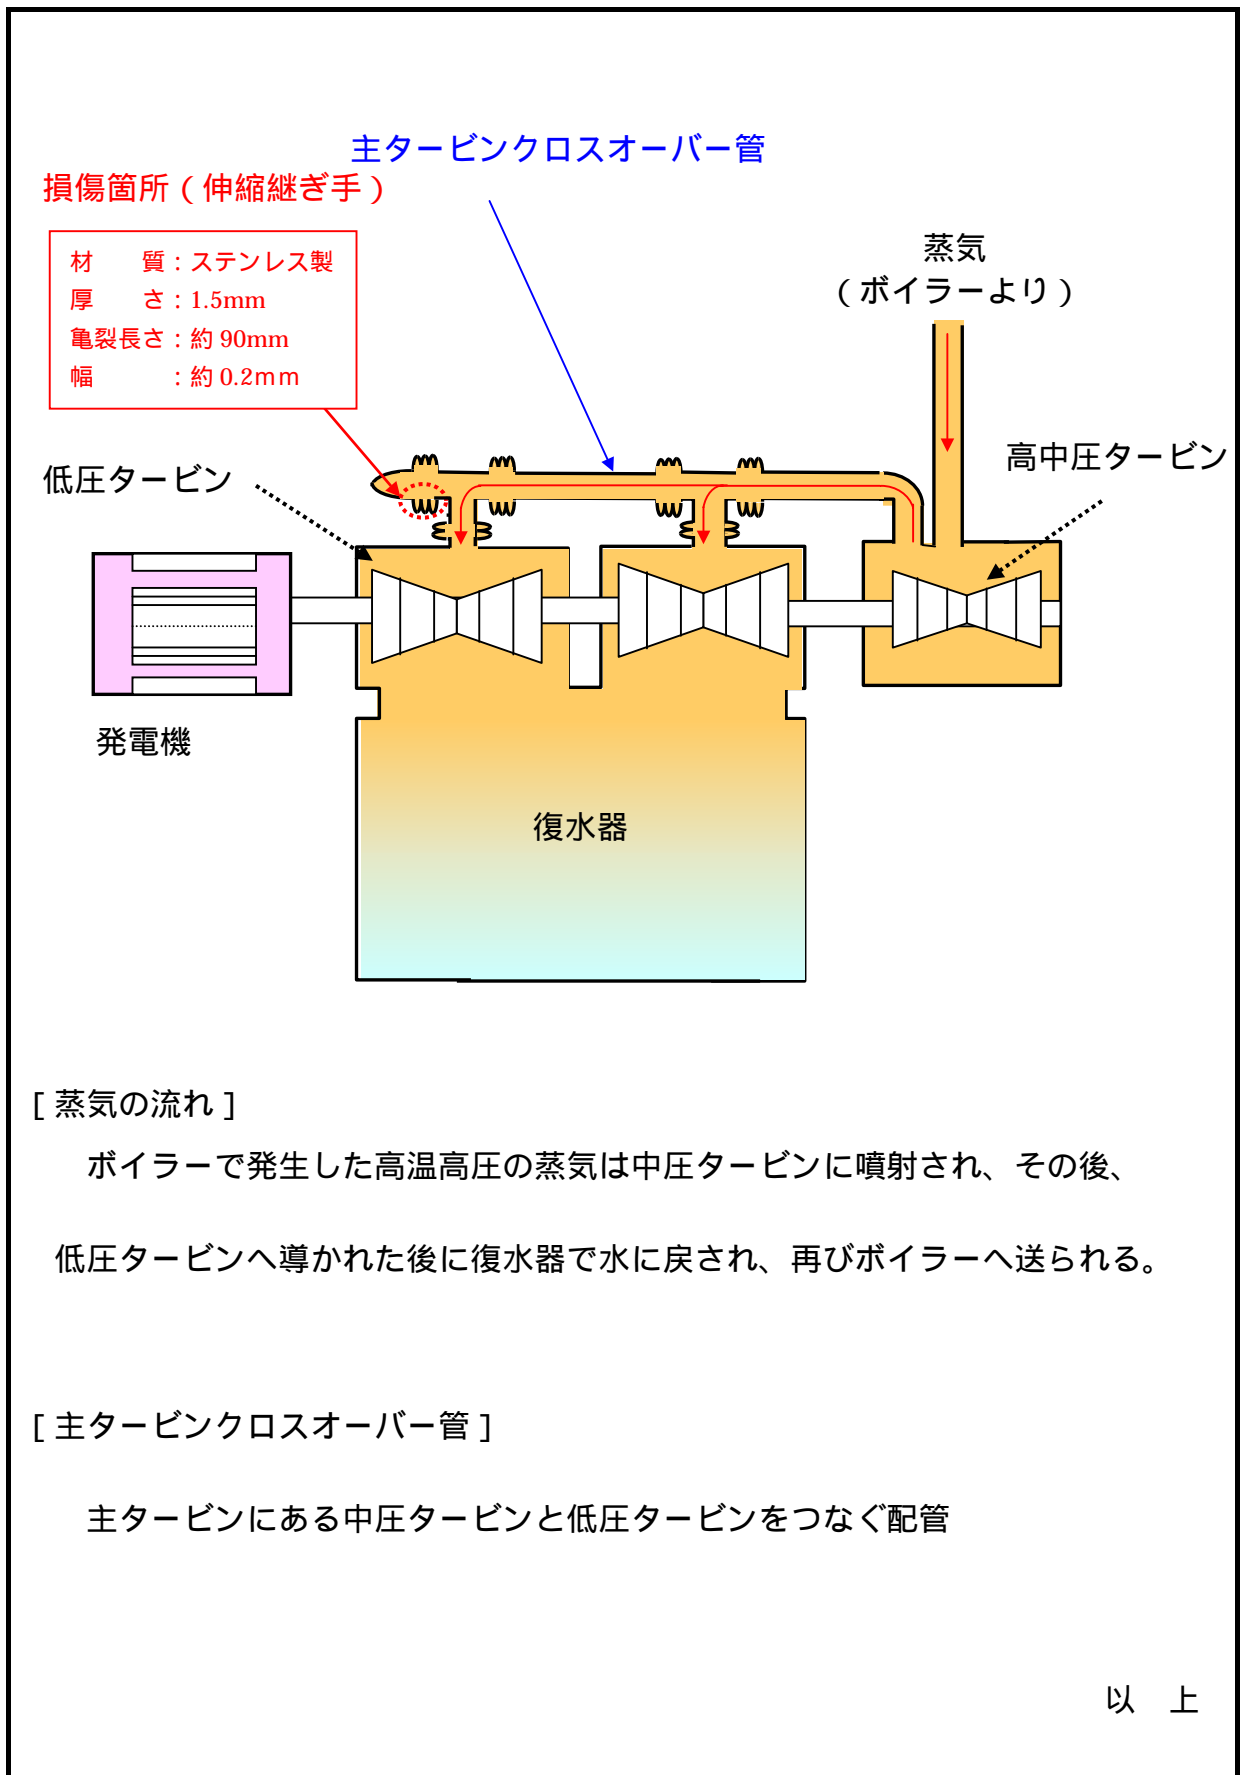 主タービンクロスオーバー管
損傷箇所（伸縮継ぎ手）
材　　質：ステンレス製
厚　　さ：1.5mm
亀裂長さ：約 90mm
幅　　　：約 0.2ｍｍ
蒸気
（ボイラーより）
低圧タービン
高中圧タービン
発電機
復水器
[ 蒸気の流れ ]
ボイラーで発生した高温高圧の蒸気は中圧タービンに噴射され、その後、
低圧タービンへ導かれた後に復水器で水に戻され、再びボイラーへ送られる。
[ 主タービンクロスオーバー管 ]
主タービンにある中圧タービンと低圧タービンをつなぐ配管
以　上